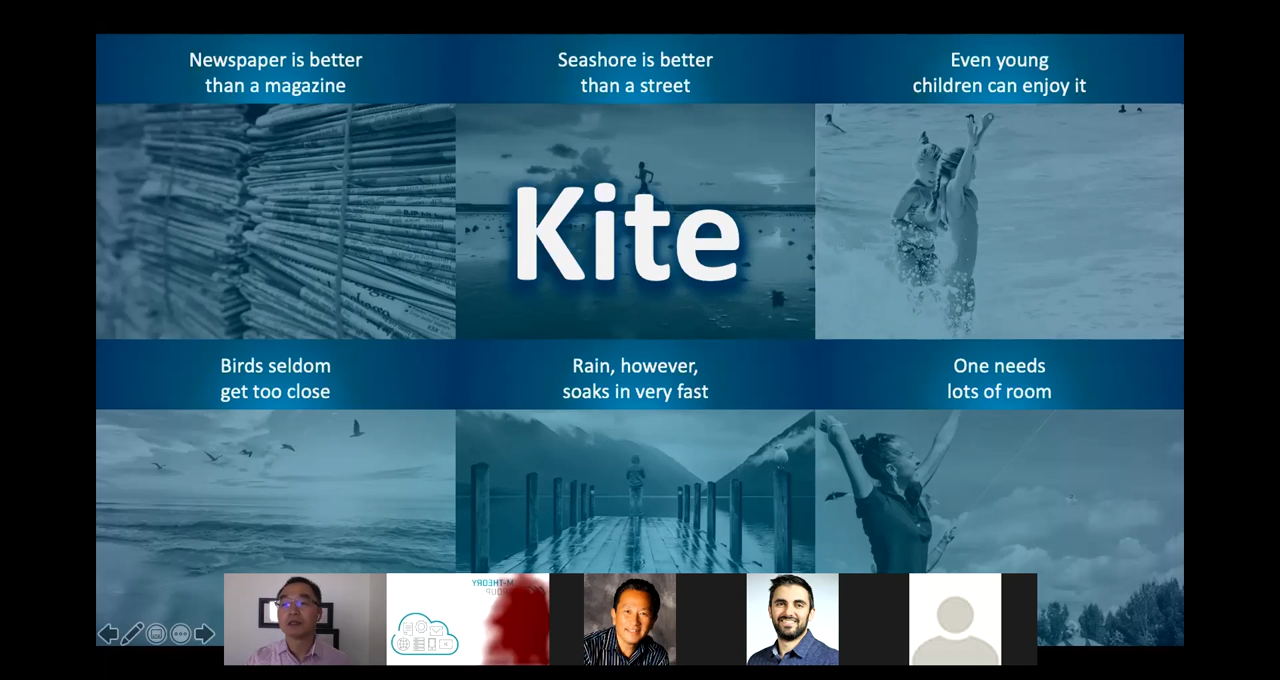 Newspaper is better
than a magazine
Seashore is better
than a street
Even young
children can enjoy it
Kite
Birds seldom
get too close
Rain, however,
soaks in very fast
One needs
lots of room
M-THEORY